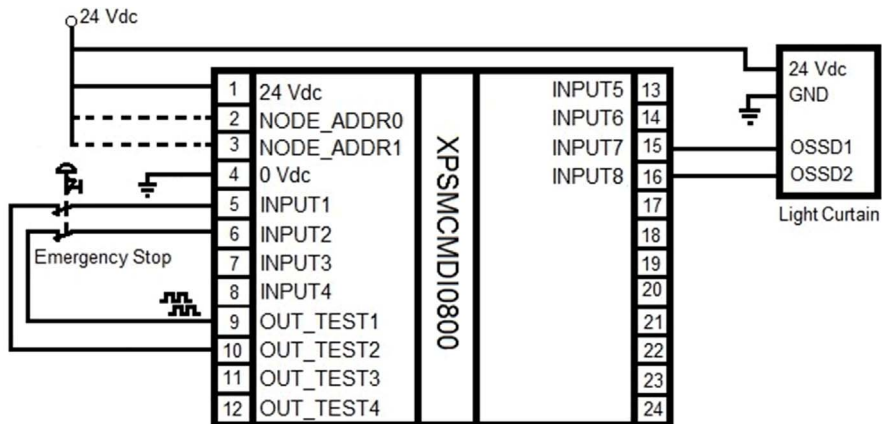 24 Vdc
1 24 Vdc
2 NODE_ADDR0
3 NODE_ADDR1
4 0 Vdc
5 INPUT1
6 INPUT2
7 INPUT3
8 INPUT4
9 OUT_TEST1
10 OUT_TEST2
11 OUT_TEST3
12 OUT_TEST4
Emergency Stop
XPSMCMDI0800
INPUT5 13
INPUT6 14
INPUT7 15
INPUT8 16
17
18
19
20
21
22
23
24
24 Vdc
GND
OSSD1
OSSD2
Light Curtain